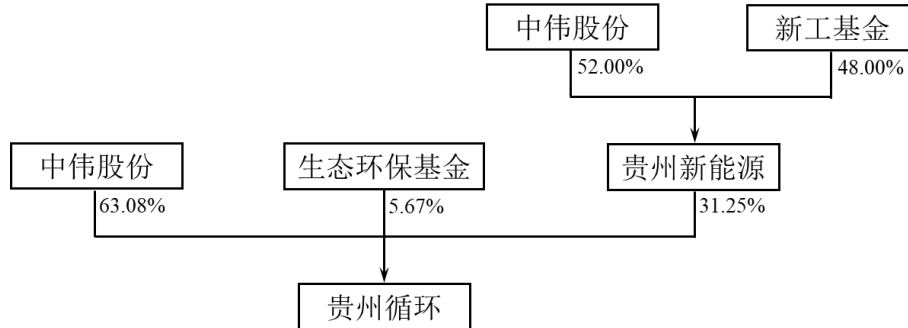 中伟股份
新工基金
52.00%
48.00%
中伟股份
生态环保基金
贵州新能源
63.08%
5.67%
31.25%
贵州循环